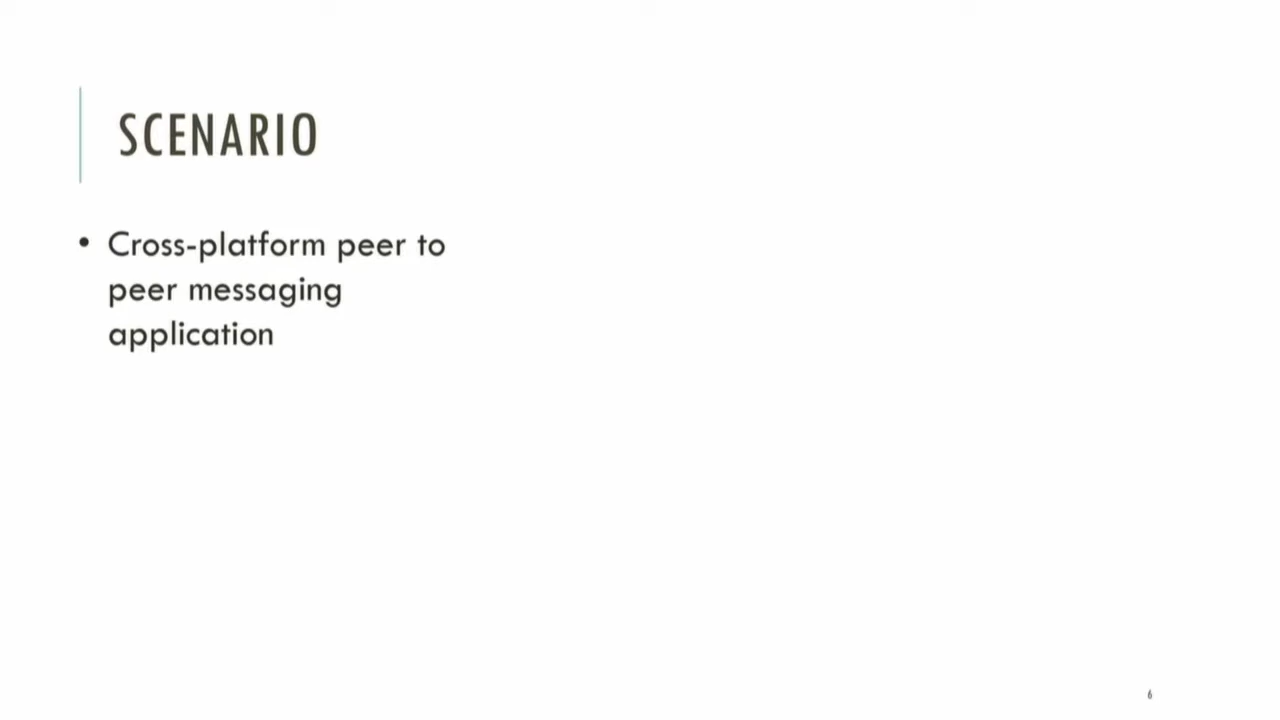 SCENARIO
• Cross-platform peer to
peer messaging
application
6